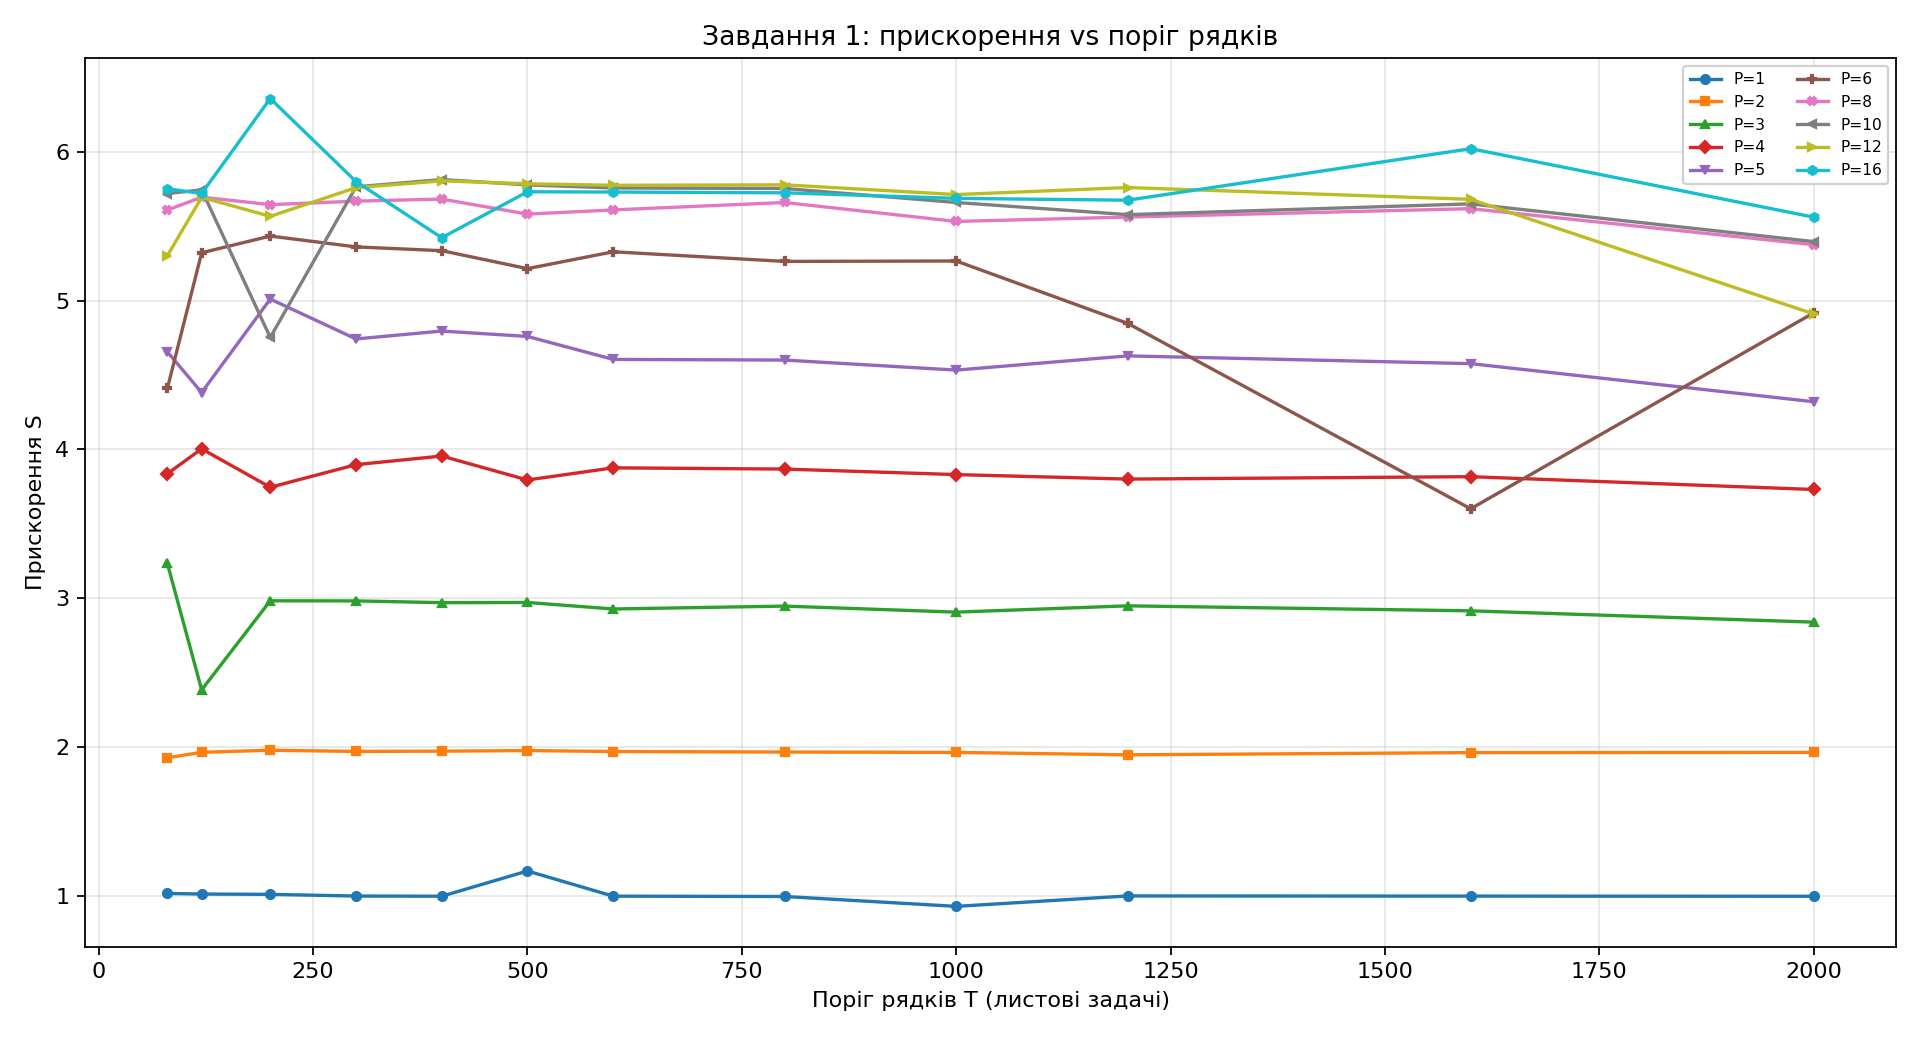 Завдання 1: прискорення vs поріг рядків
P=1
P=2
P=3
P=4
P=5
P=6
P=8
P=10
P=12
P=16
Прискорення S
6
5
4
3
2
1
0
250
500
750
1000
1250
1500
1750
2000
Поріг рядків T (листові задачі)